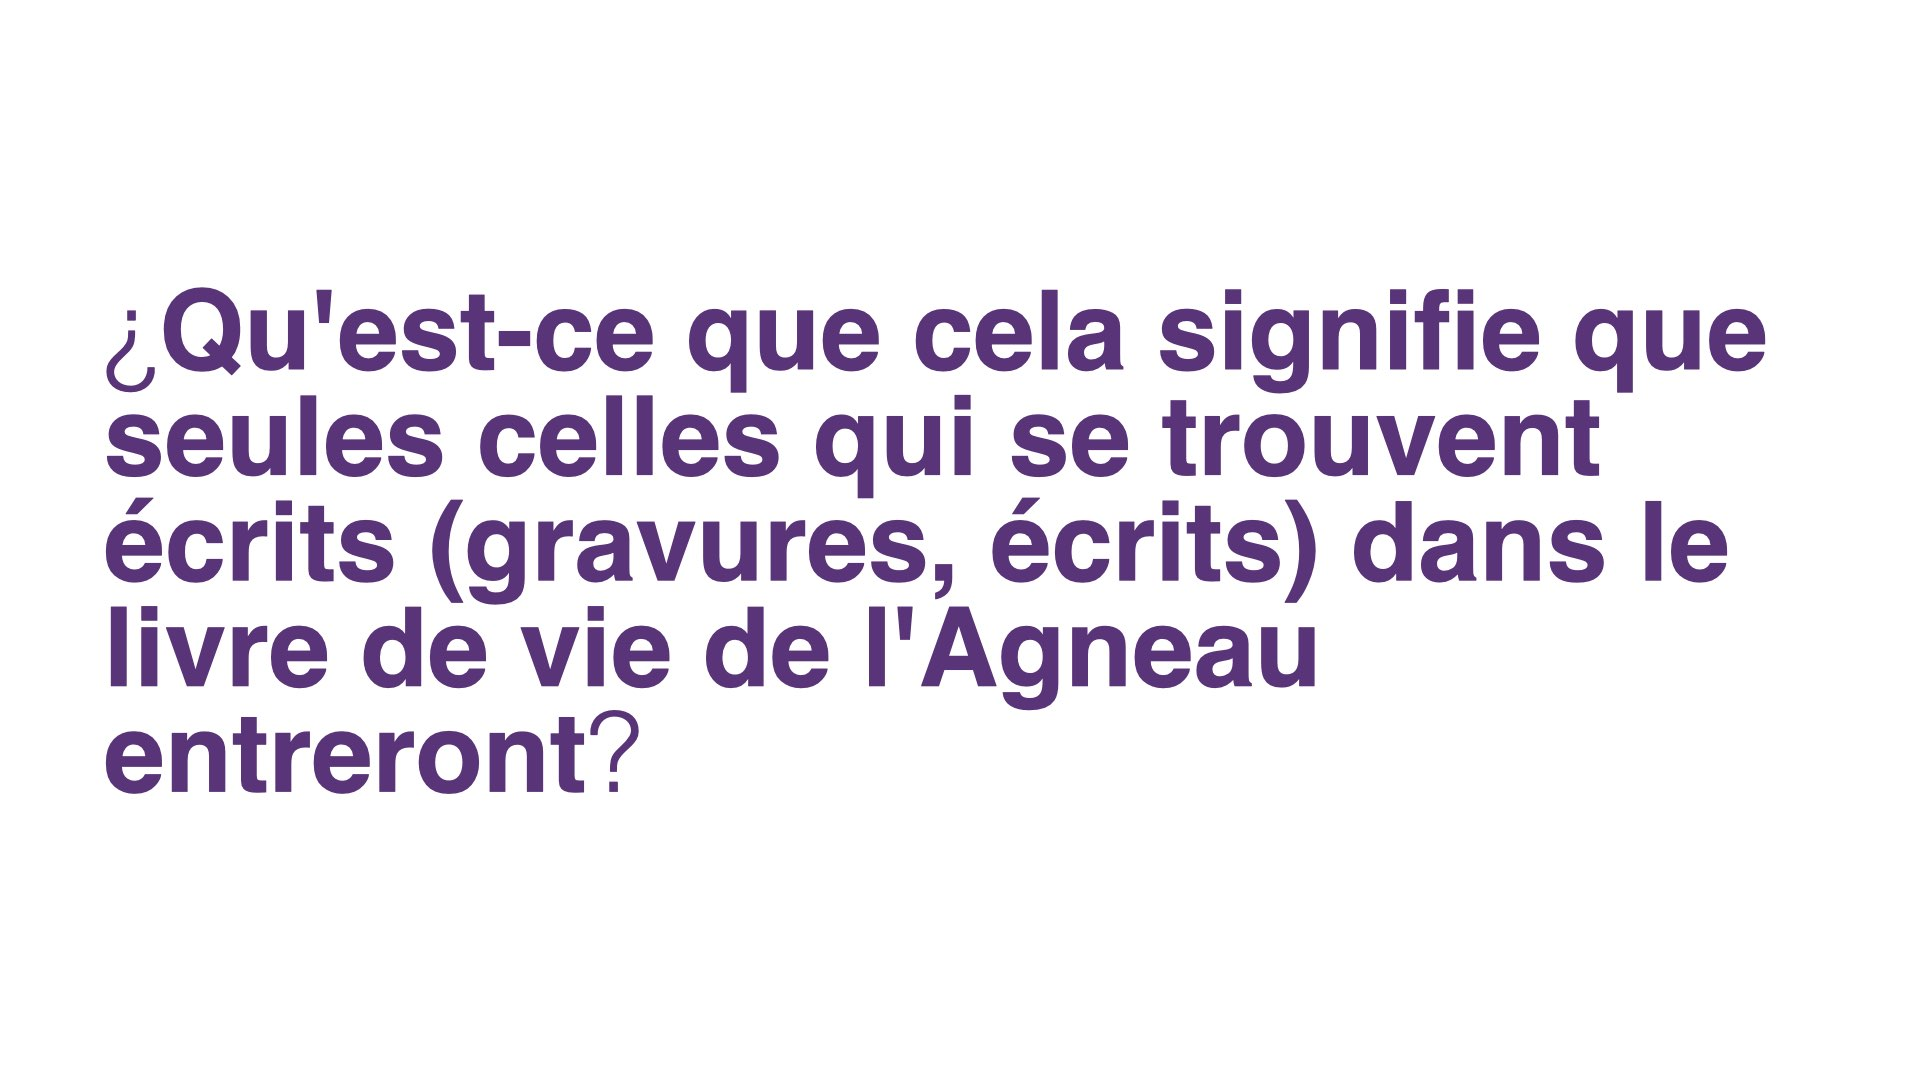 ¿Qu'est-ce que cela signifie que
seules celles qui se trouvent
écrits (gravures, écrits) dans le
livre de vie de l'Agneau
entreront?